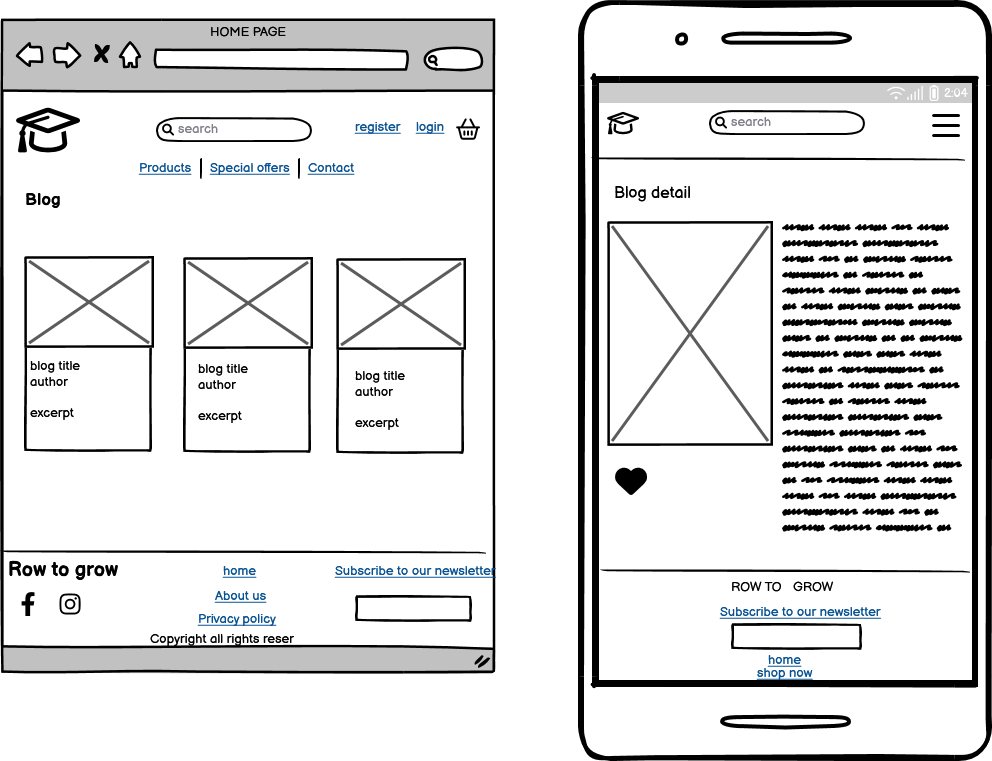 HOME PAGE
search
register login
Products Special offers Contact
Blog
blog title
author
excerpt
blog title
author
excerpt
blog title
author
excerpt
Row to grow
home
About us
Privacy policy
Subscribe to our newsletter
Copyright all rights reser
2:04
search
Blog detail
ROW TO GROW
Subscribe to our newsletter
home
shop now